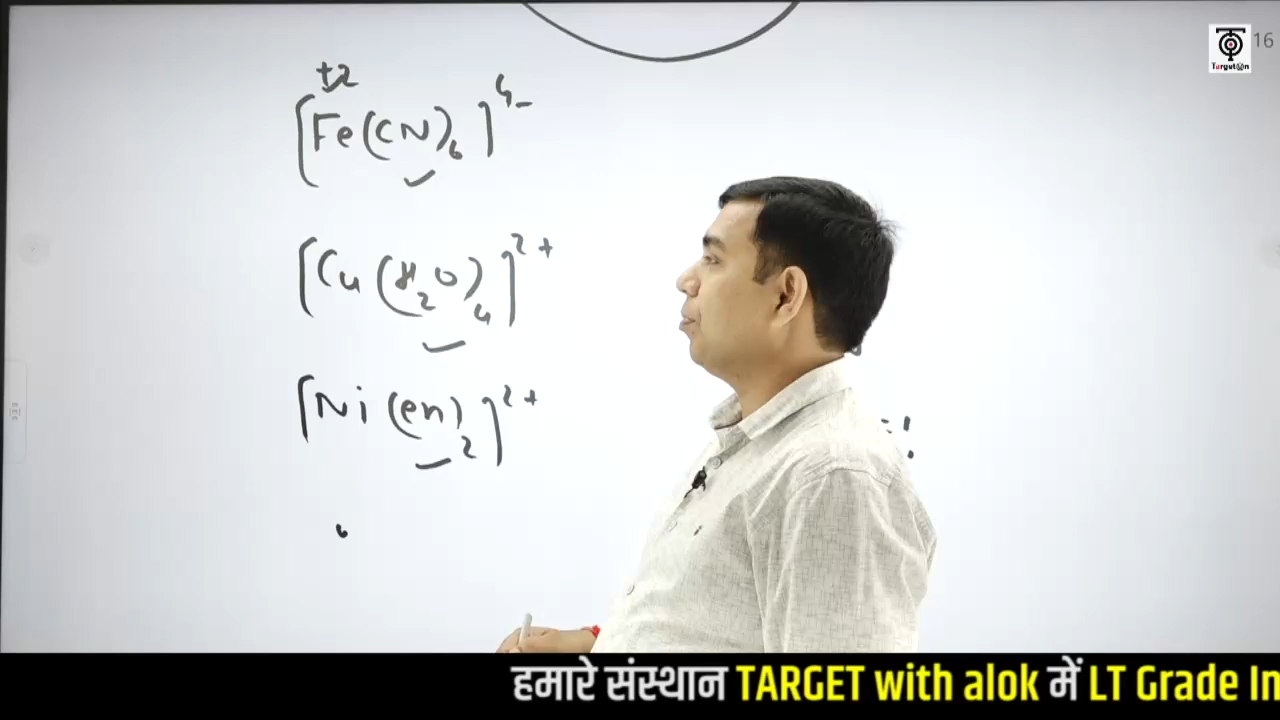 16
Target@n
+2
[Fe(CN)6]4-
[Cu(H2O)4]2+
[Ni(en)2]2+
हमारे संस्थान TARGET with alok में LT Grade In